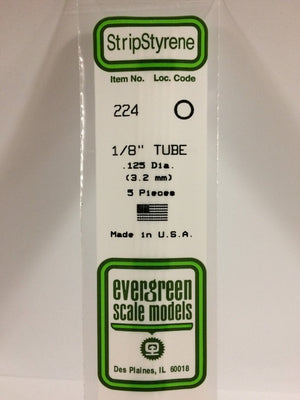 StripStyrene
Item No. Loc. Code
224 O
1/8" TUBE
.125 Dia.
(3.2 mm)
5 Pieces
Made in U.S.A.
evergreen
scale models
Des Plaines, IL 60018